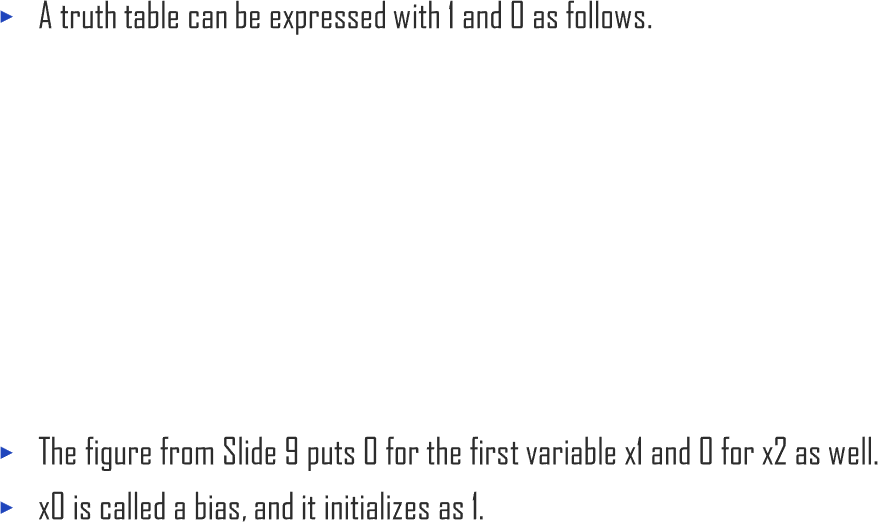 ▸ A truth table can be expressed with 1 and 0 as follows.
▸ The figure from Slide 9 puts 0 for the first variable x1 and 0 for x2 as well.
▸ x0 is called a bias, and it initializes as 1.